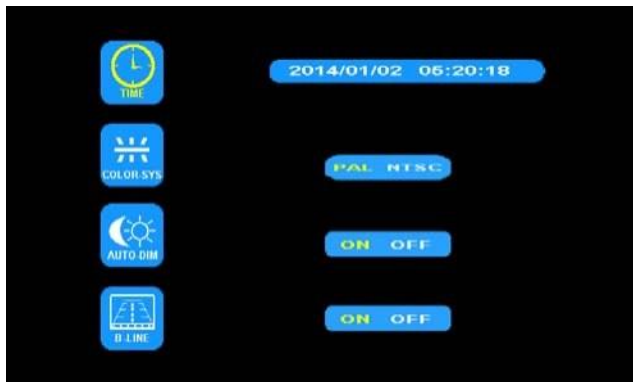 TIME
2014/01/02 05:20:18
COLOR-SYS
PAL NTSC
AUTO-DIM
ON OFF
B-LINE
ON OFF